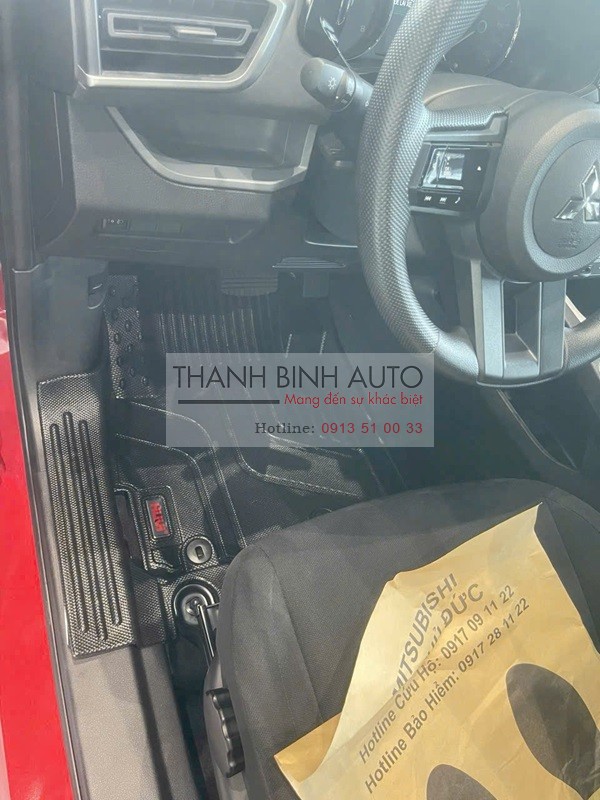 THANH BINH AUTO
Mang đến sự khác biệt
Hotline: 0913 51 00 33
MITSUBISHI
ĐỨC
Hotline Cứu Hộ: 0917 09 11 22
Hotline Bảo Hiểm: 0917 28 11 22